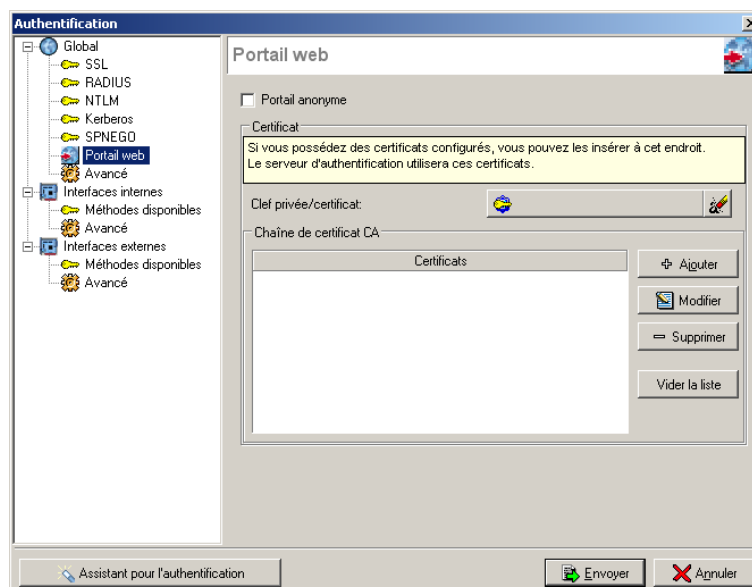 Authentification
Global
SSL
RADIUS
NTLM
Kerberos
SPNEGO
Portail web
Avancé
Interfaces internes
Méthodes disponibles
Avancé
Interfaces externes
Méthodes disponibles
Avancé
Portail web
Portail anonyme
Certificat
Si vous possédez des certificats configurés, vous pouvez les insérer à cet endroit.
Le serveur d'authentification utilisera ces certificats.
Clef privée/certificat:
Chaîne de certificat CA
Certificats
Ajouter
Modifier
Supprimer
Vider la liste
Assistant pour l'authentification
Envoyer
Annuler